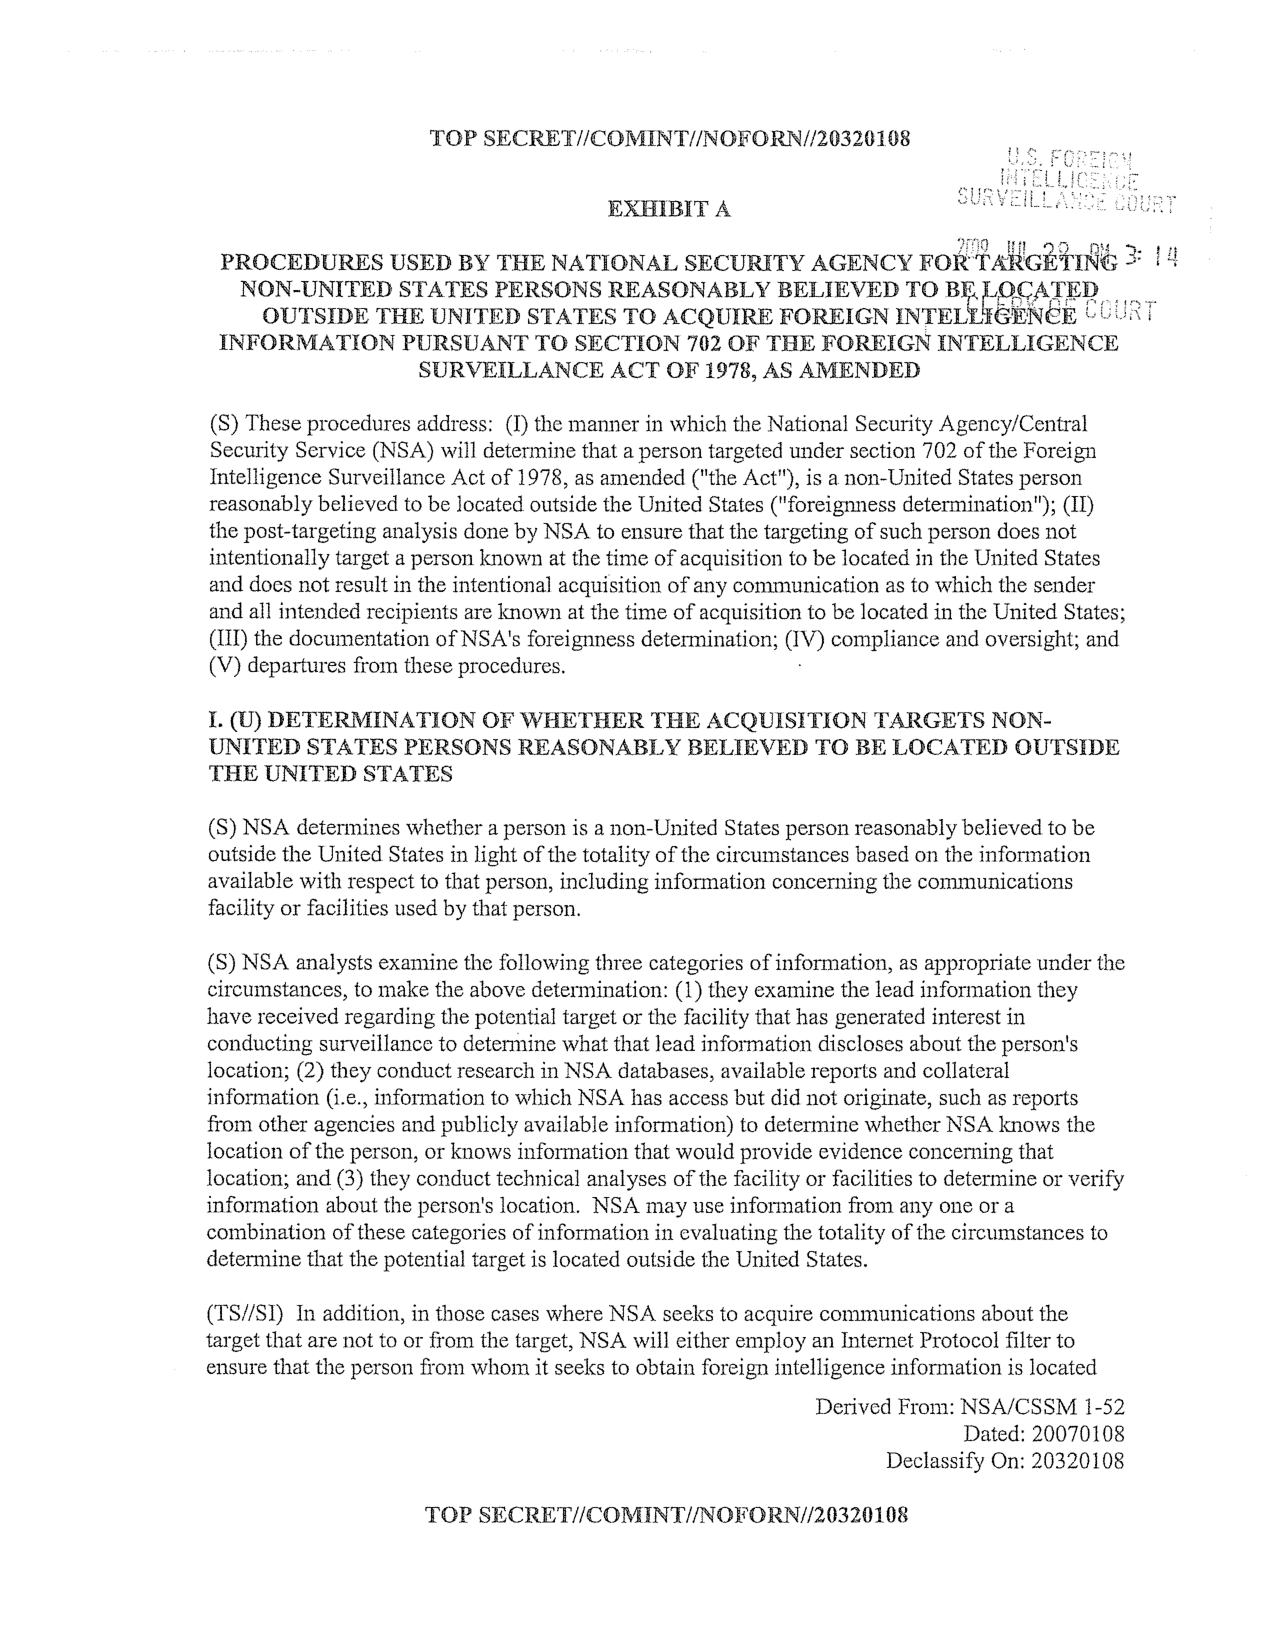 TOP SECRET//COMINT//NOFORN//20320108
U.S. FOREIGN
INTELLIGENCE
SURVEILLANCE COURT
EXHIBIT A
3: 14
PROCEDURES USED BY THE NATIONAL SECURITY AGENCY FOR TARGETING
NON-UNITED STATES PERSONS REASONABLY BELIEVED TO BE LOCATED
OUTSIDE THE UNITED STATES TO ACQUIRE FOREIGN INTELLIGENCE
CLERK OF COURT
INFORMATION PURSUANT TO SECTION 702 OF THE FOREIGN INTELLIGENCE
SURVEILLANCE ACT OF 1978, AS AMENDED
(S) These procedures address: (I) the manner in which the National Security Agency/Central
Security Service (NSA) will determine that a person targeted under section 702 of the Foreign
Intelligence Surveillance Act of 1978, as amended ("the Act"), is a non-United States person
reasonably believed to be located outside the United States ("foreignness determination"); (II)
the post-targeting analysis done by NSA to ensure that the targeting of such person does not
intentionally target a person known at the time of acquisition to be located in the United States
and does not result in the intentional acquisition of any communication as to which the sender
and all intended recipients are known at the time of acquisition to be located in the United States;
(III) the documentation of NSA's foreignness determination; (IV) compliance and oversight; and
(V) departures from these procedures.
I. (U) DETERMINATION OF WHETHER THE ACQUISITION TARGETS NON-
UNITED STATES PERSONS REASONABLY BELIEVED TO BE LOCATED OUTSIDE
THE UNITED STATES
(S) NSA determines whether a person is a non-United States person reasonably believed to be
outside the United States in light of the totality of the circumstances based on the information
available with respect to that person, including information concerning the communications
facility or facilities used by that person.
(S) NSA analysts examine the following three categories of information, as appropriate under the
circumstances, to make the above determination: (1) they examine the lead information they
have received regarding the potential target or the facility that has generated interest in
conducting surveillance to determine what that lead information discloses about the person's
location; (2) they conduct research in NSA databases, available reports and collateral
information (i.e., information to which NSA has access but did not originate, such as reports
from other agencies and publicly available information) to determine whether NSA knows the
location of the person, or knows information that would provide evidence concerning that
location; and (3) they conduct technical analyses of the facility or facilities to determine or verify
information about the person's location. NSA may use information from any one or a
combination of these categories of information in evaluating the totality of the circumstances to
determine that the potential target is located outside the United States.
(TS//SI) In addition, in those cases where NSA seeks to acquire communications about the
target that are not to or from the target, NSA will either employ an Internet Protocol filter to
ensure that the person from whom it seeks to obtain foreign intelligence information is located
Derived From: NSA/CSSM 1-52
Dated: 20070108
Declassify On: 20320108
TOP SECRET//COMINT//NOFORN//20320108